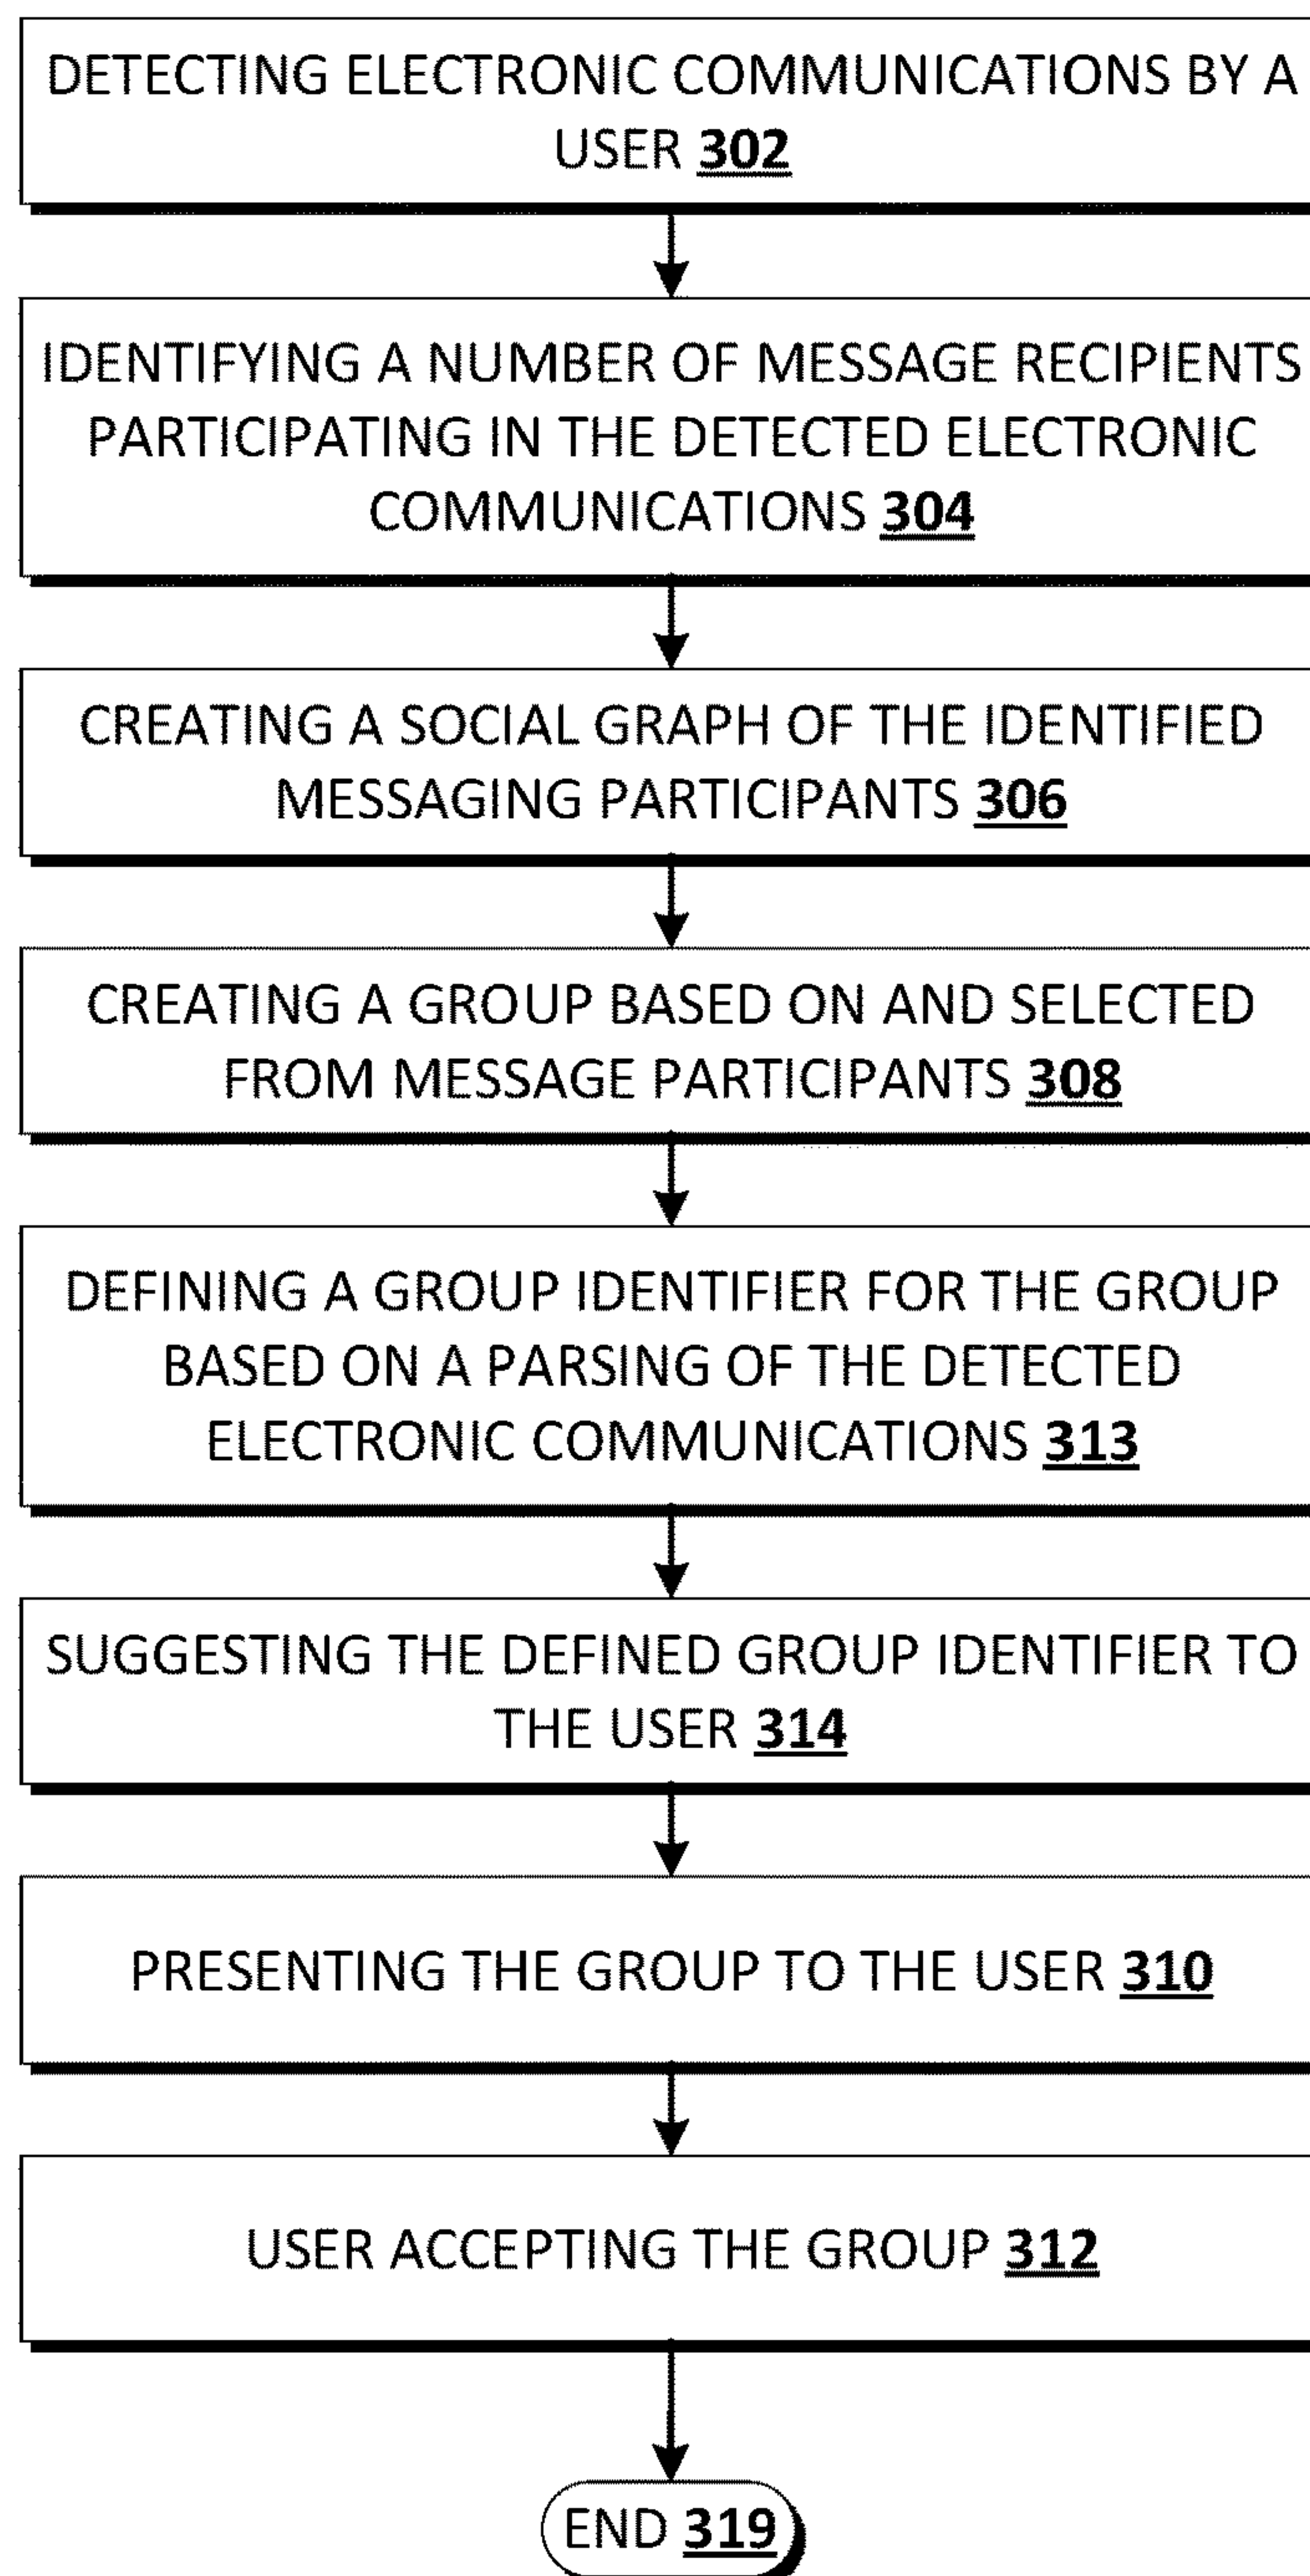 DETECTING ELECTRONIC COMMUNICATIONS BY A
USER 302
IDENTIFYING A NUMBER OF MESSAGE RECIPIENTS
PARTICIPATING IN THE DETECTED ELECTRONIC
COMMUNICATIONS 304
CREATING A SOCIAL GRAPH OF THE IDENTIFIED
MESSAGING PARTICIPANTS 306
CREATING A GROUP BASED ON AND SELECTED
FROM MESSAGE PARTICIPANTS 308
DEFINING A GROUP IDENTIFIER FOR THE GROUP
BASED ON A PARSING OF THE DETECTED
ELECTRONIC COMMUNICATIONS 313
SUGGESTING THE DEFINED GROUP IDENTIFIER TO
THE USER 314
PRESENTING THE GROUP TO THE USER 310
USER ACCEPTING THE GROUP 312
END 319